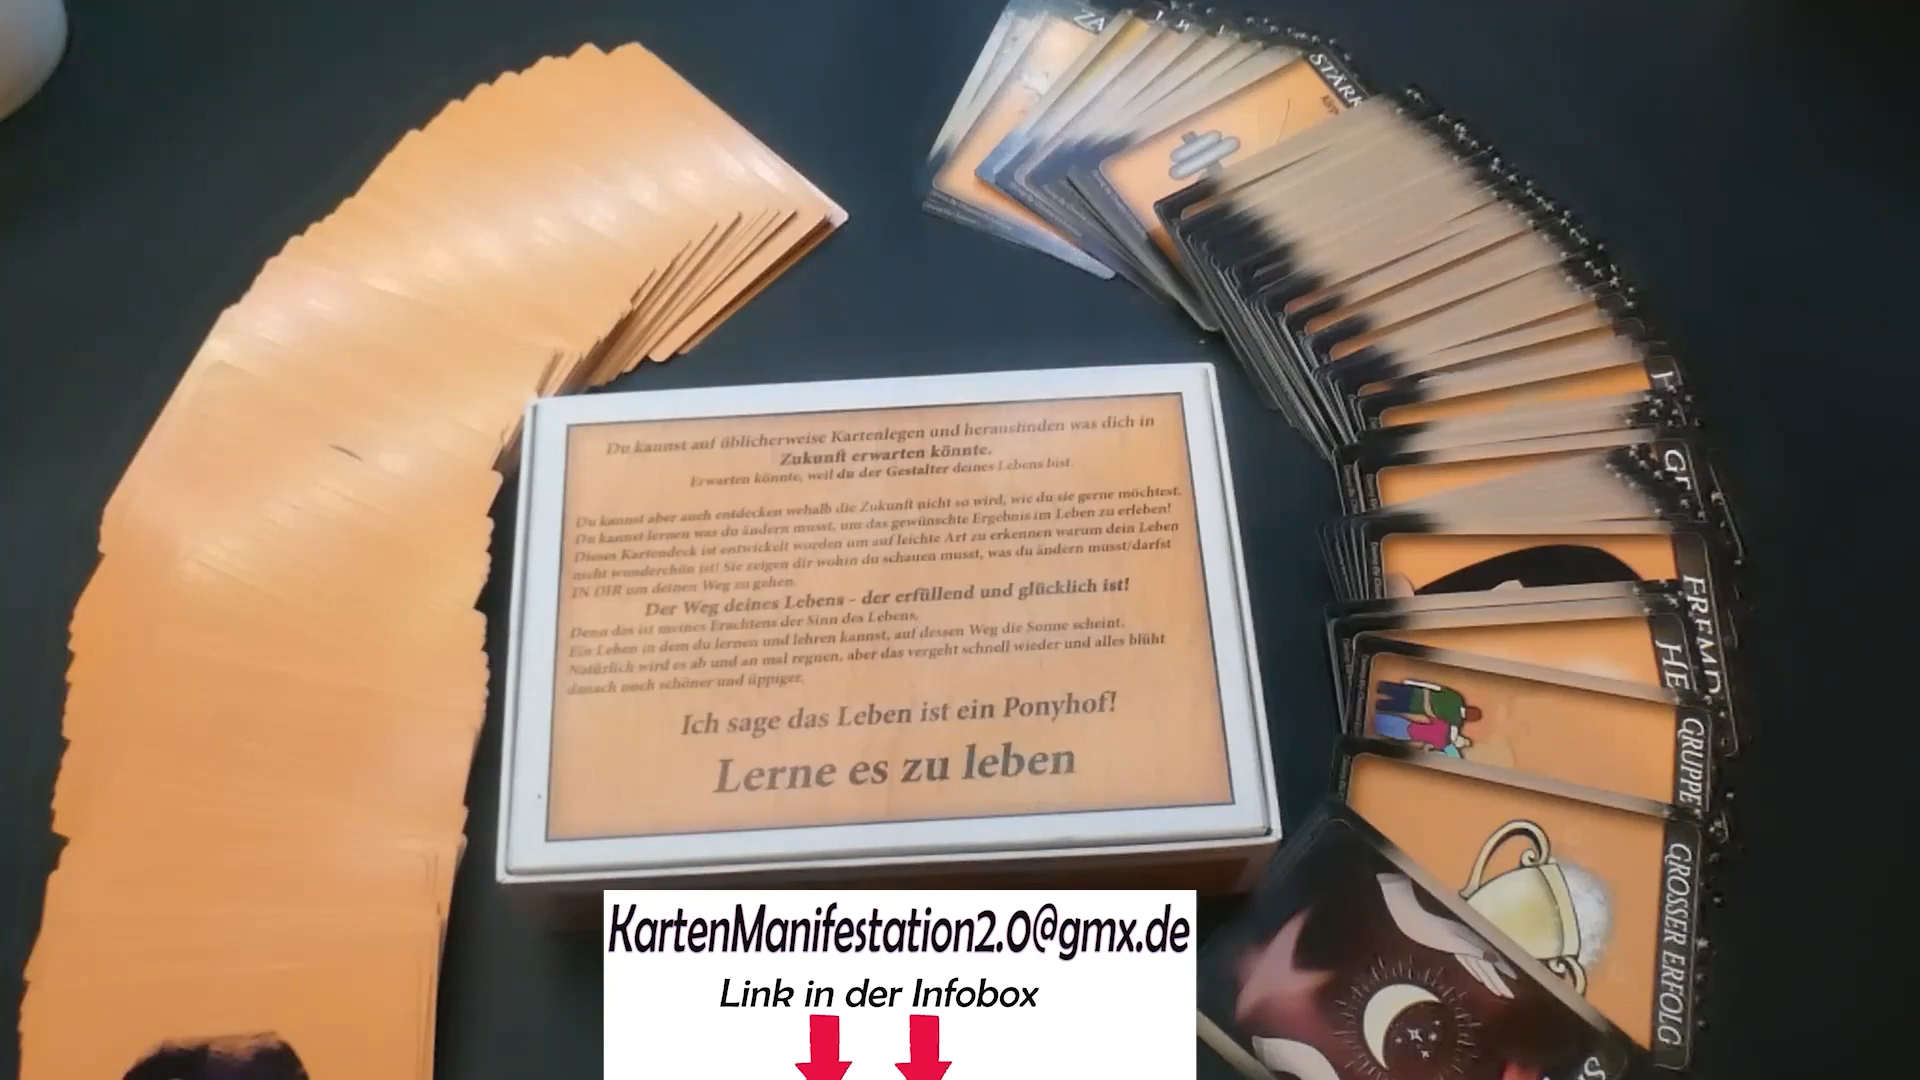 STÄRK
Du kannst auf üblicherweise Kartenlegen und herausfinden was dich in
Zukunft erwarten könnte.
Erwarten könnte, weil du der Gestalter deines Lebens bist.
Du kannst aber auch entdecken wehalb die Zukunft nicht so wird, wie du sie gerne möchtest.
Du kannst lernen was du ändern musst, um das gewünschte Ergebnis im Leben zu erleben!
Dieses Kartendeck ist entwickelt worden um auf leichte Art zu erkennen warum dein Leben
nicht wunderschön ist! Sie zeigen dir wohin du schauen musst, was du ändern musst/darfst
IN DIR um deinen Weg zu gehen.
Der Weg deines Lebens - der erfüllend und glücklich ist!
Denn das ist meines Erachtens der Sinn des Lebens.
Ein Leben in dem du lernen und lehren kannst, auf dessen Weg die Sonne scheint.
Natürlich wird es ab und an mal regnen, aber das vergeht schnell wieder und alles blüht
danach noch schöner und üppiger.
Ich sage das Leben ist ein Ponyhof!
Lerne es zu leben
GR
FREMD
HE
GRUPPE
GROSSER ERFOLG
KartenManifestation2.0@gmx.de
Link in der Infobox